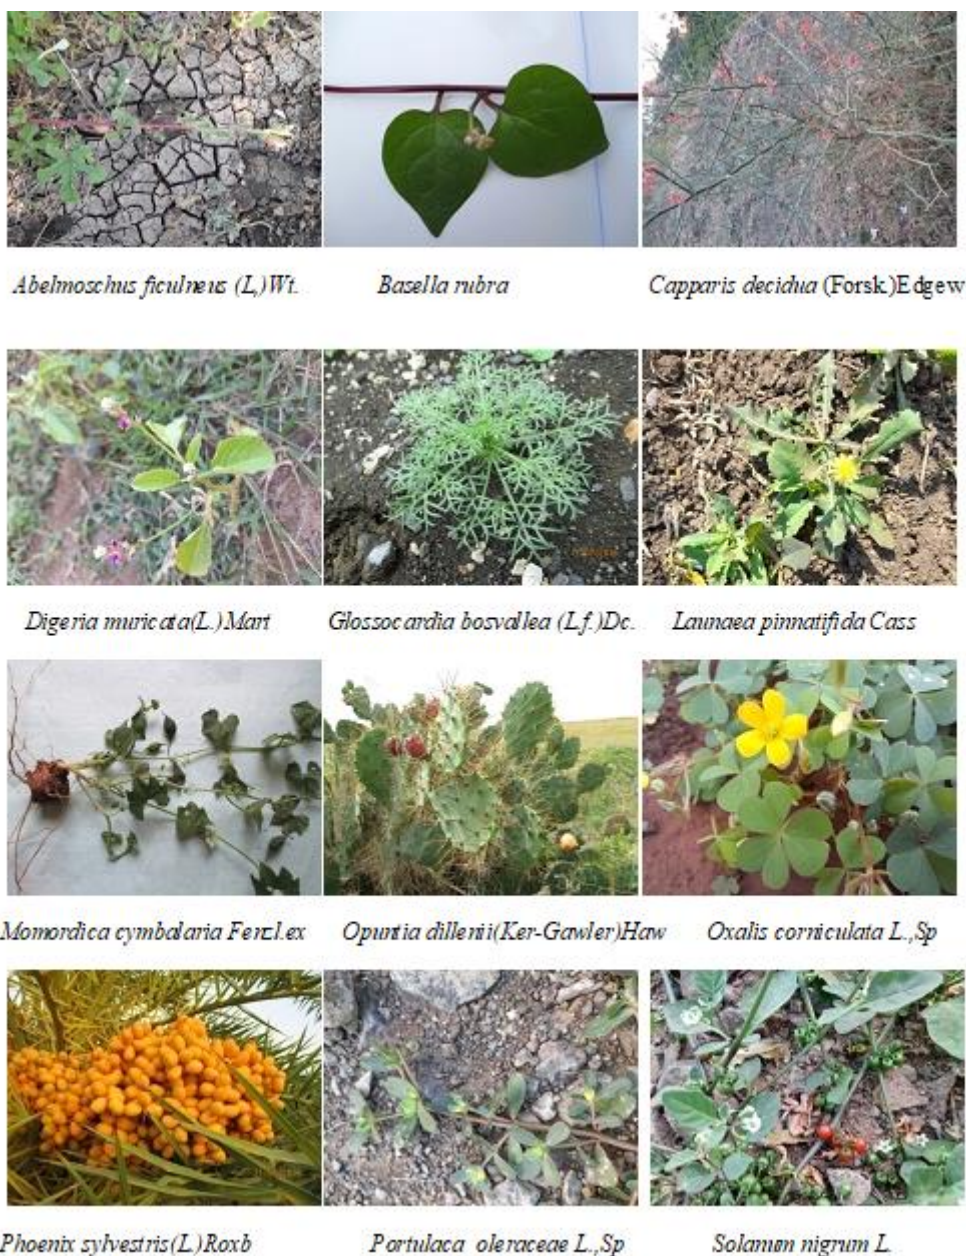 Abelmoschus ficulneus (L,)Wt. Basella rubra Capparis decidua (Forsk.)Edgew
Digeria muricata(L.)Mart Glossocardia bosvallea (L.f.)Dc. Launaea pinnatifida Cass
Momordica cymbalaria Fenzl.ex Opuntia dillenii(Ker-Gawler)Haw Oxalis corniculata L.,Sp
Phoenix sylvestris(L.)Roxb Portulaca oleraceae L.,Sp Solanum nigrum L.